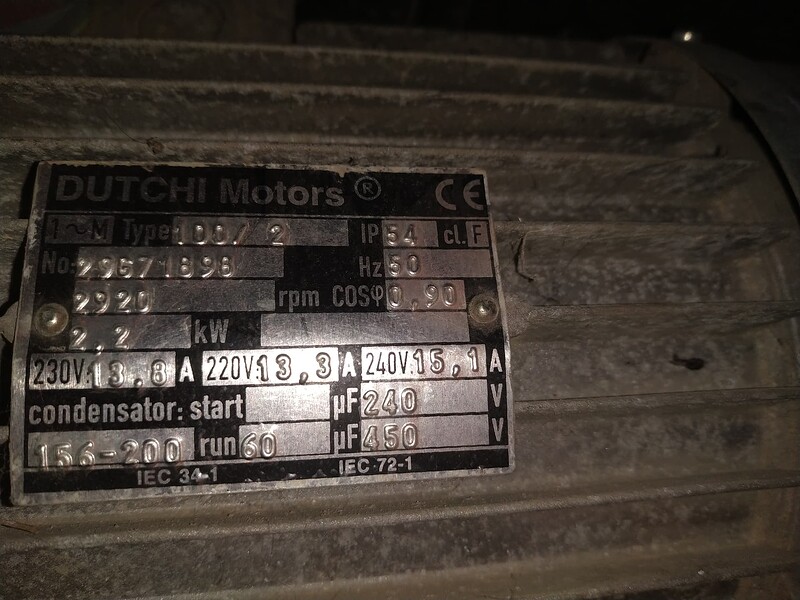 DUTCHI Motors ® CE
1~M Type 100/ 2 IP 54 cl. F
No: 29671898 Hz 50
2920 rpm COSφ 0,90
2,2 kW
230V: 13,8 A 220V: 13,3 A 240V: 15,1 A
condensator: start µF 240 V
156-200 run 60 µF 450 V
IEC 34-1 IEC 72-1